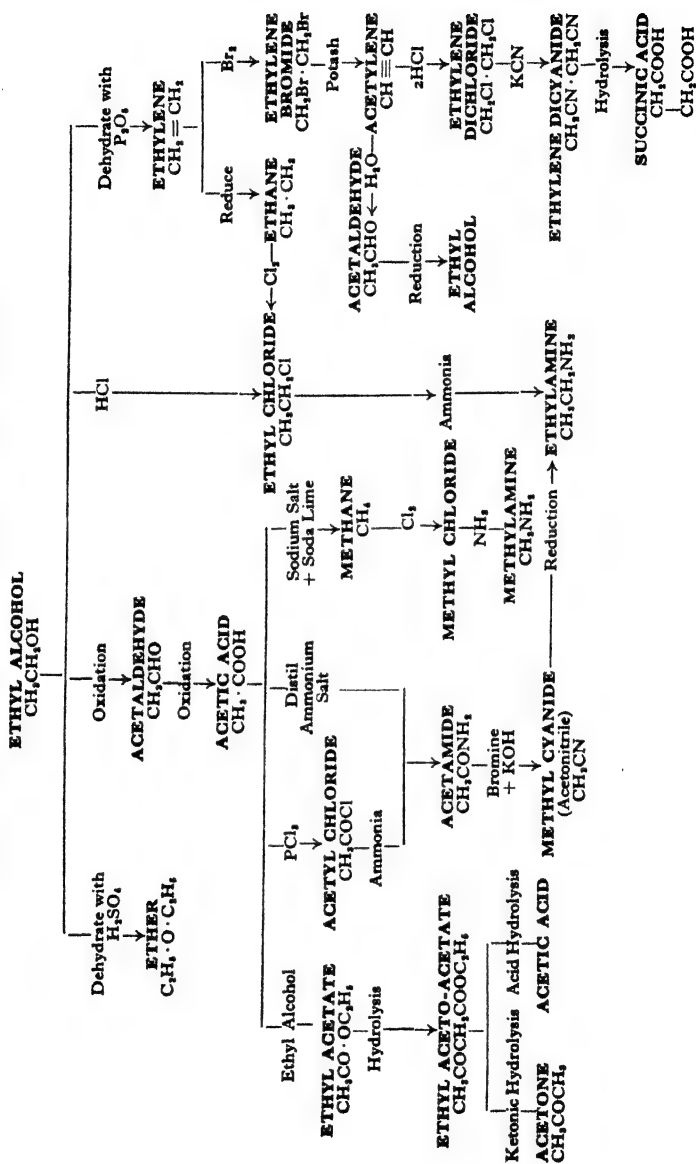 ETHYL ALCOHOL
CH₃CH₂OH
Dehydrate with
H₂SO₄
ETHER
C₂H₅·O·C₂H₅
Oxidation
ACETALDEHYDE
CH₃CHO
Oxidation
ACETIC ACID
CH₃·COOH
HCl
Dehydrate with
P₂O₅
ETHYLENE
CH₂=CH₂
Reduce
Br₂
ETHYL CHLORIDE ← Cl₂ — ETHANE
CH₃CH₂Cl
CH₃·CH₃
ETHYLENE
BROMIDE
CH₂Br·CH₂Br
Potash
ACETALDEHYDE
CH₃CHO ← H₂O — ACETYLENE
CH≡CH
Reduction
ETHYL
ALCOHOL
2HCl
ETHYLENE
DICHLORIDE
CH₂Cl·CH₂Cl
KCN
ETHYLENE DICYANIDE
CH₂CN·CH₂CN
Hydrolysis
SUCCINIC ACID
CH₂COOH
CH₂COOH
Ethyl Alcohol
ETHYL ACETATE
CH₃CO·OC₂H₅
Hydrolysis
ETHYL ACETO-ACETATE
CH₃COCH₂COOC₂H₅
Ketonic Hydrolysis
ACETONE
CH₃COCH₃
Acid Hydrolysis
ACETIC ACID
PCl₃
ACETYL CHLORIDE
CH₃COCl
Ammonia
Distil
Ammonium
Salt
ACETAMIDE
CH₃CONH₂
Bromine
+ KOH
METHYL CYANIDE
(Acetonitrile)
CH₃CN
Sodium Salt
+ Soda Lime
METHANE
CH₄
Cl₂
METHYL CHLORIDE
NH₃
METHYLAMINE
CH₃NH₂
Ammonia
Reduction → ETHYLAMINE
CH₃CH₂NH₂